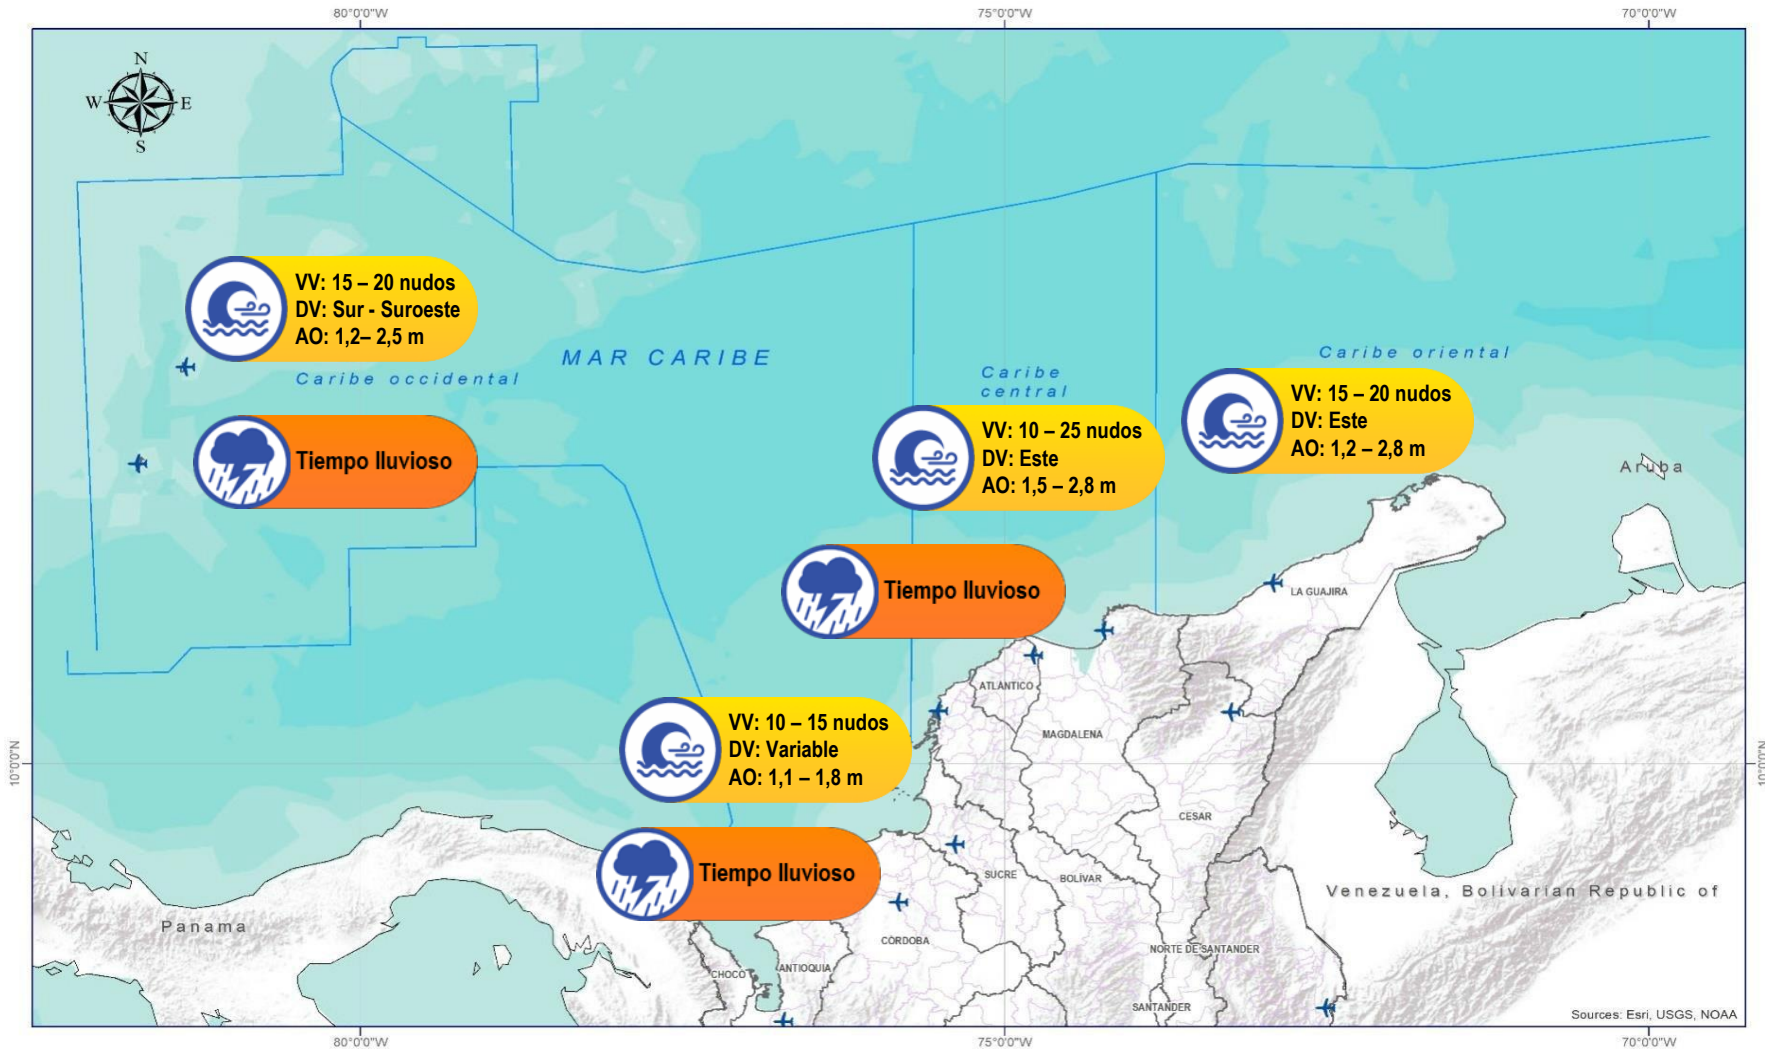 80°0'0"W
75°0'0"W
70°0'0"W
N
W
E
S
VV: 15 – 20 nudos
DV: Sur - Suroeste
AO: 1,2– 2,5 m
MAR CARIBE
Caribe occidental
Caribe
central
Caribe oriental
VV: 15 – 20 nudos
DV: Este
AO: 1,2 – 2,8 m
VV: 10 – 25 nudos
DV: Este
AO: 1,5 – 2,8 m
Tiempo lluvioso
Aruba
Tiempo lluvioso
LA GUAJIRA
ATLANTICO
VV: 10 – 15 nudos
DV: Variable
AO: 1,1 – 1,8 m
MAGDALENA
10°0'0"N
10°0'0"N
CESAR
Tiempo lluvioso
SUCRE
BOLÍVAR
Venezuela, Bolivarian Republic of
Panama
CÓRDOBA
NORTE DE SANTANDER
CHOCO
ANTIOQUIA
SANTANDER
Sources: Esri, USGS, NOAA
80°0'0"W
75°0'0"W
70°0'0"W